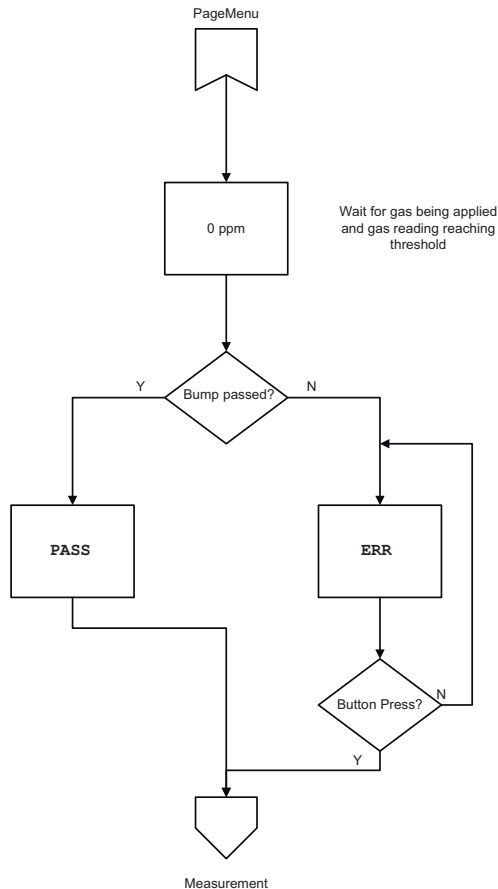 PageMenu
0 ppm
Wait for gas being applied
and gas reading reaching
threshold
Y
Bump passed?
N
PASS
ERR
Button Press?
N
Y
Measurement